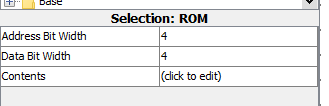 Base
Selection: ROM
Address Bit Width 4
Data Bit Width 4
Contents (click to edit)